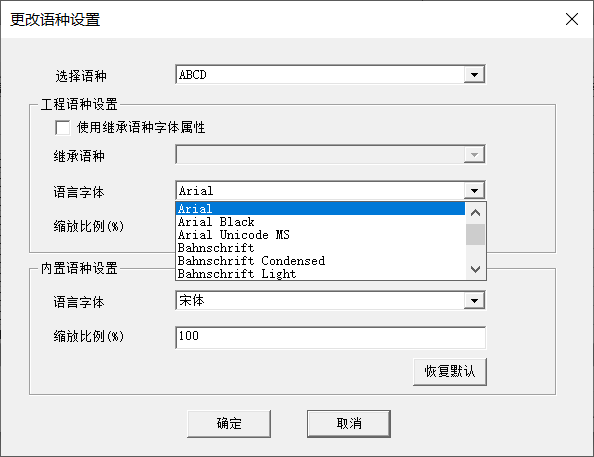 更改语种设置
选择语种 ABCD
工程语种设置
使用继承语种字体属性
继承语种
语言字体 Arial
缩放比例(%)
Arial
Arial Black
Arial Unicode MS
Bahnschrift
Bahnschrift Condensed
Bahnschrift Light
内置语种设置
语言字体 宋体
缩放比例(%) 100
恢复默认
确定 取消